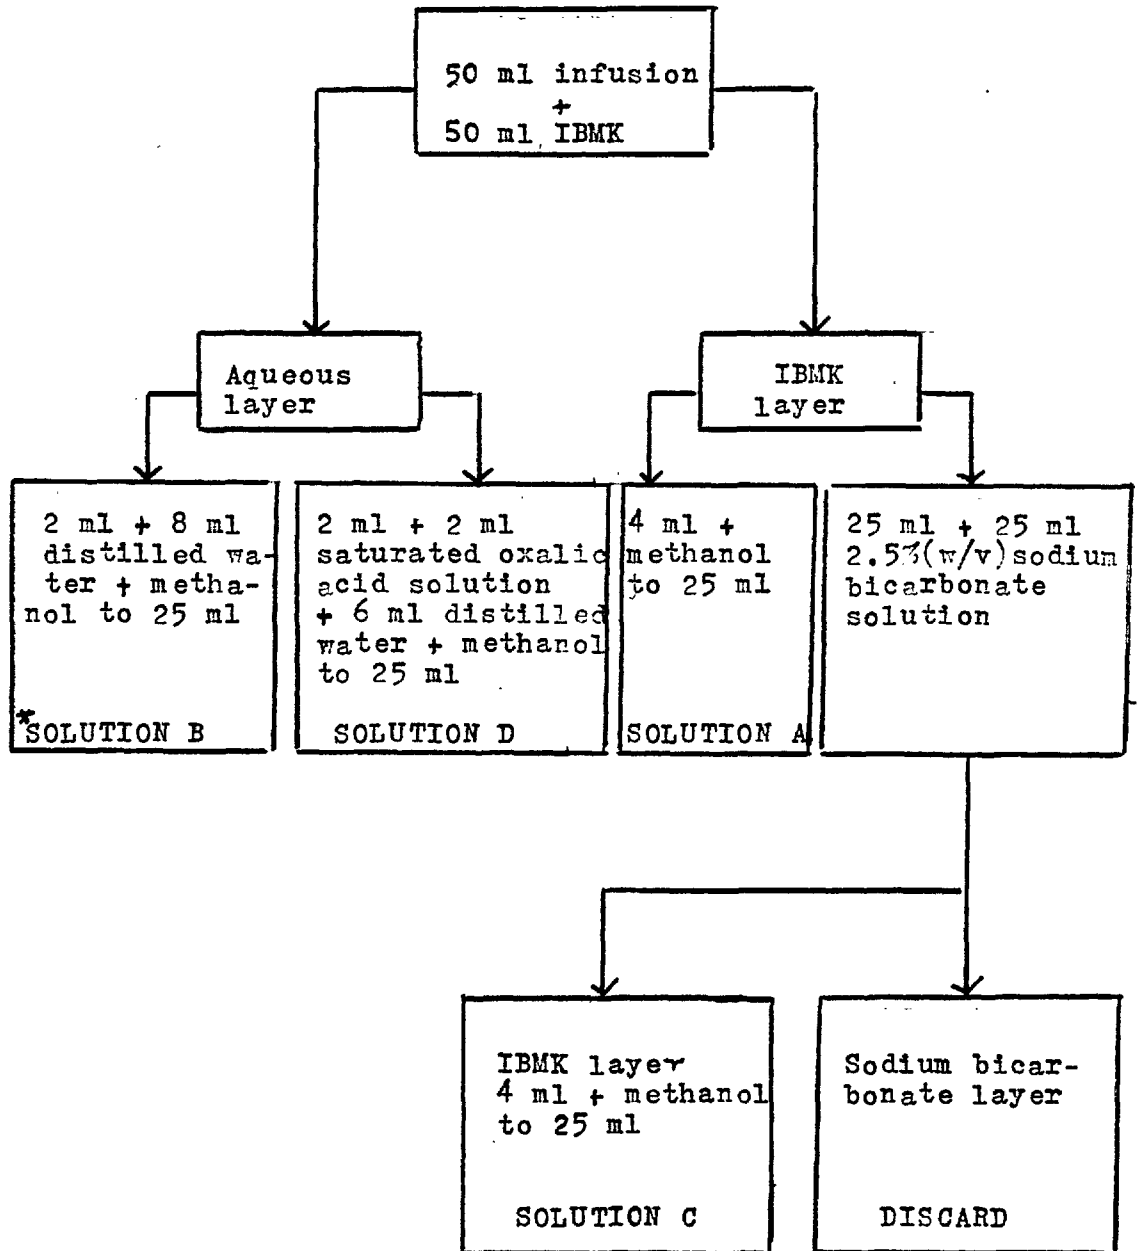 50 ml infusion
+
50 ml IBMK
Aqueous
layer
IBMK
layer
2 ml + 8 ml
distilled wa-
ter + metha-
nol to 25 ml
*SOLUTION B
2 ml + 2 ml
saturated oxalic
acid solution
+ 6 ml distilled
water + methanol
to 25 ml
SOLUTION D
4 ml +
methanol
to 25 ml
SOLUTION A
25 ml + 25 ml
2.5%(w/v)sodium
bicarbonate
solution
IBMK layer
4 ml + methanol
to 25 ml
SOLUTION C
Sodium bicar-
bonate layer
DISCARD